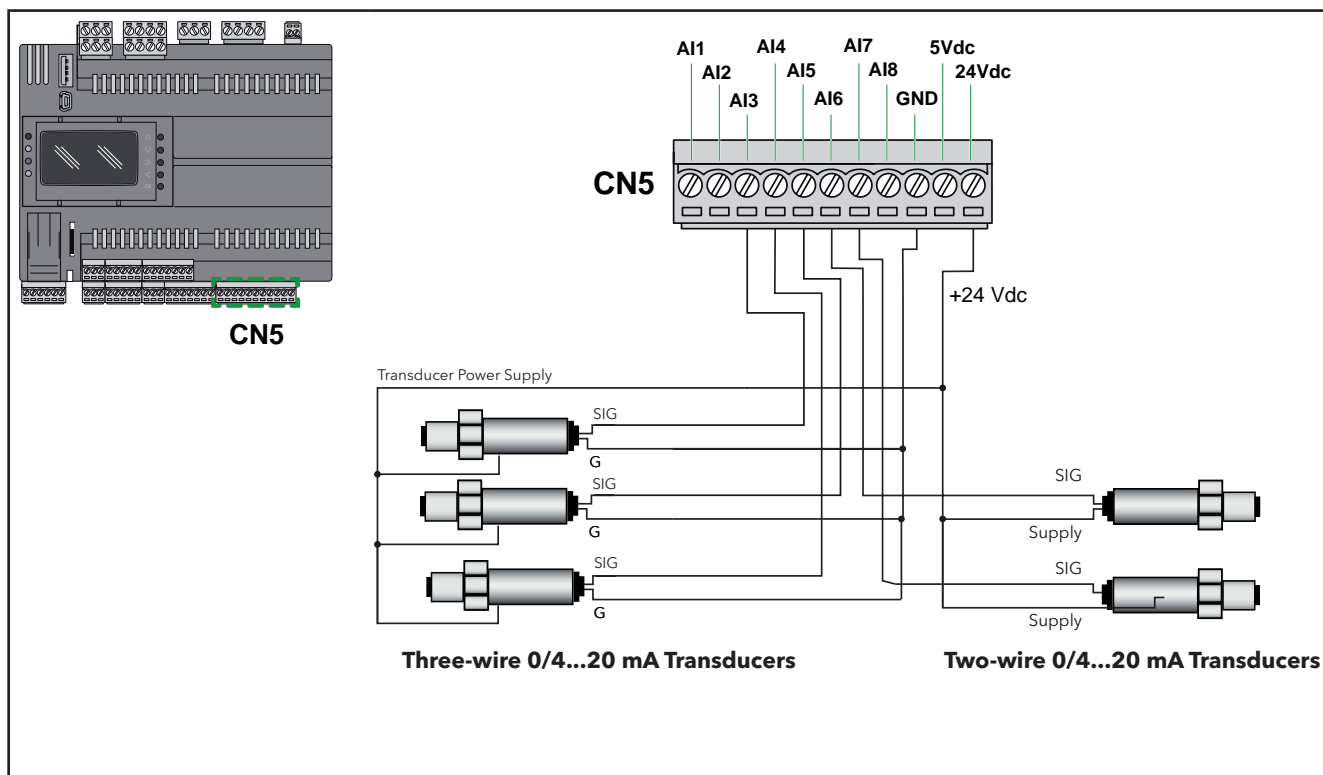 AI1
AI4
AI7
5Vdc
AI2
AI5
AI8
24Vdc
AI3
AI6
GND
CN5
CN5
+24 Vdc
Transducer Power Supply
SIG
G
SIG
G
SIG
G
SIG
Supply
SIG
Supply
Three-wire 0/4...20 mA Transducers
Two-wire 0/4...20 mA Transducers